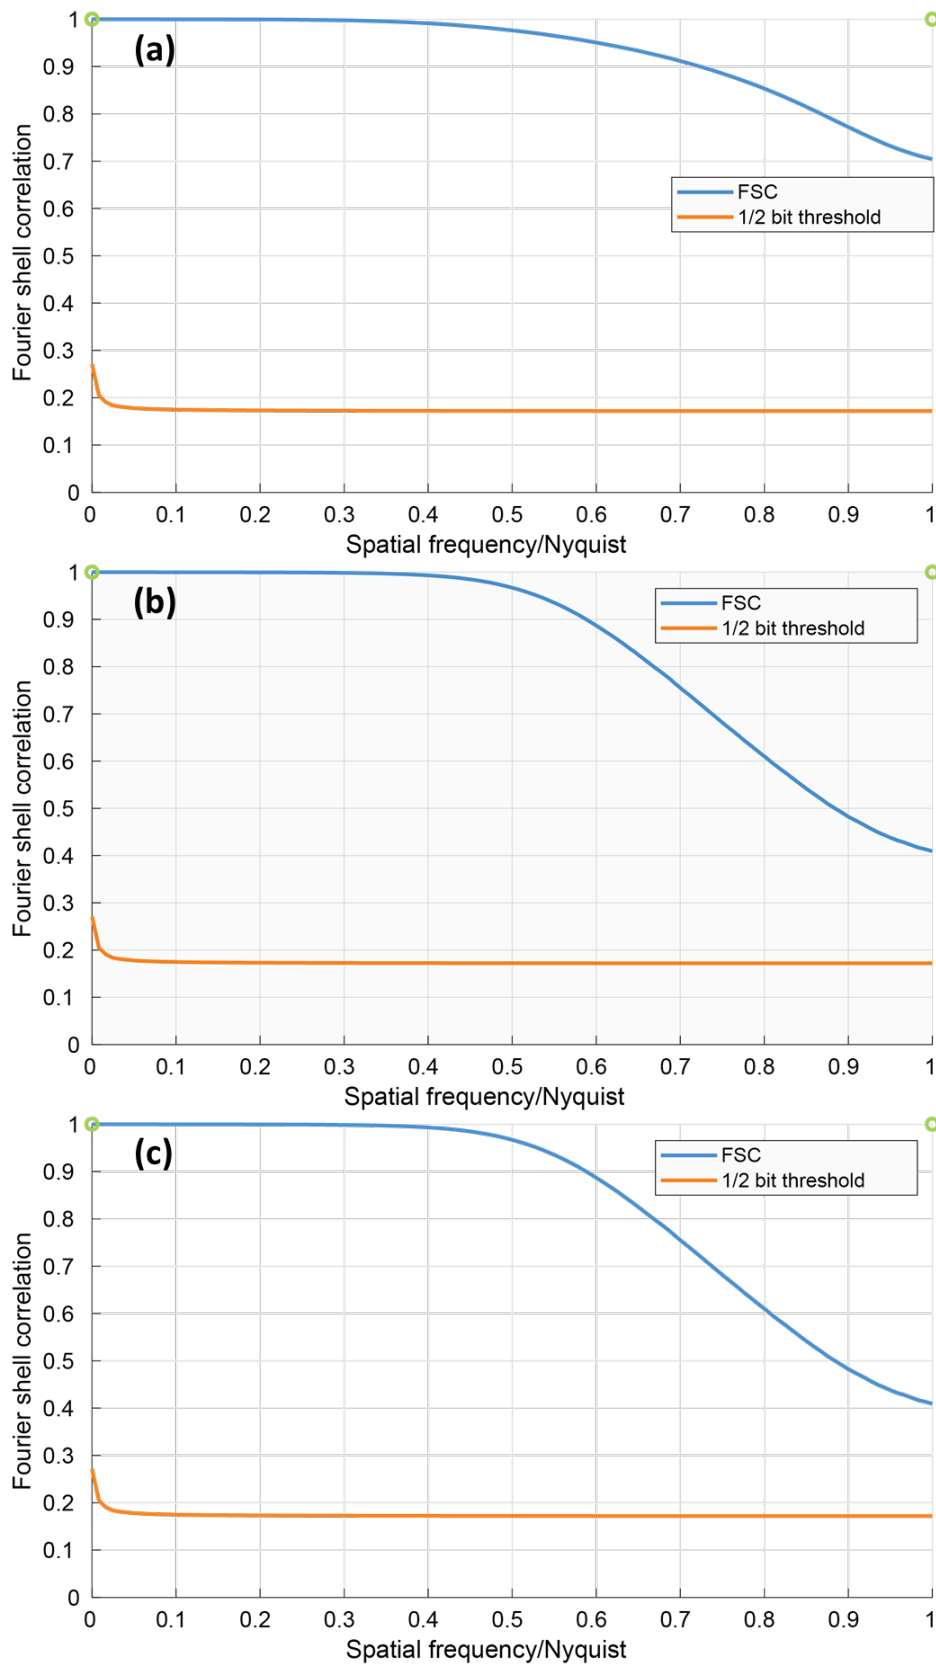 (a)
1
0.9
0.8
0.7
0.6
0.5
0.4
0.3
0.2
0.1
0
Fourier shell correlation
FSC
1/2 bit threshold
0 0.1 0.2 0.3 0.4 0.5 0.6 0.7 0.8 0.9 1
Spatial frequency/Nyquist
(b)
1
0.9
0.8
0.7
0.6
0.5
0.4
0.3
0.2
0.1
0
Fourier shell correlation
FSC
1/2 bit threshold
0 0.1 0.2 0.3 0.4 0.5 0.6 0.7 0.8 0.9 1
Spatial frequency/Nyquist
(c)
1
0.9
0.8
0.7
0.6
0.5
0.4
0.3
0.2
0.1
0
Fourier shell correlation
FSC
1/2 bit threshold
0 0.1 0.2 0.3 0.4 0.5 0.6 0.7 0.8 0.9 1
Spatial frequency/Nyquist